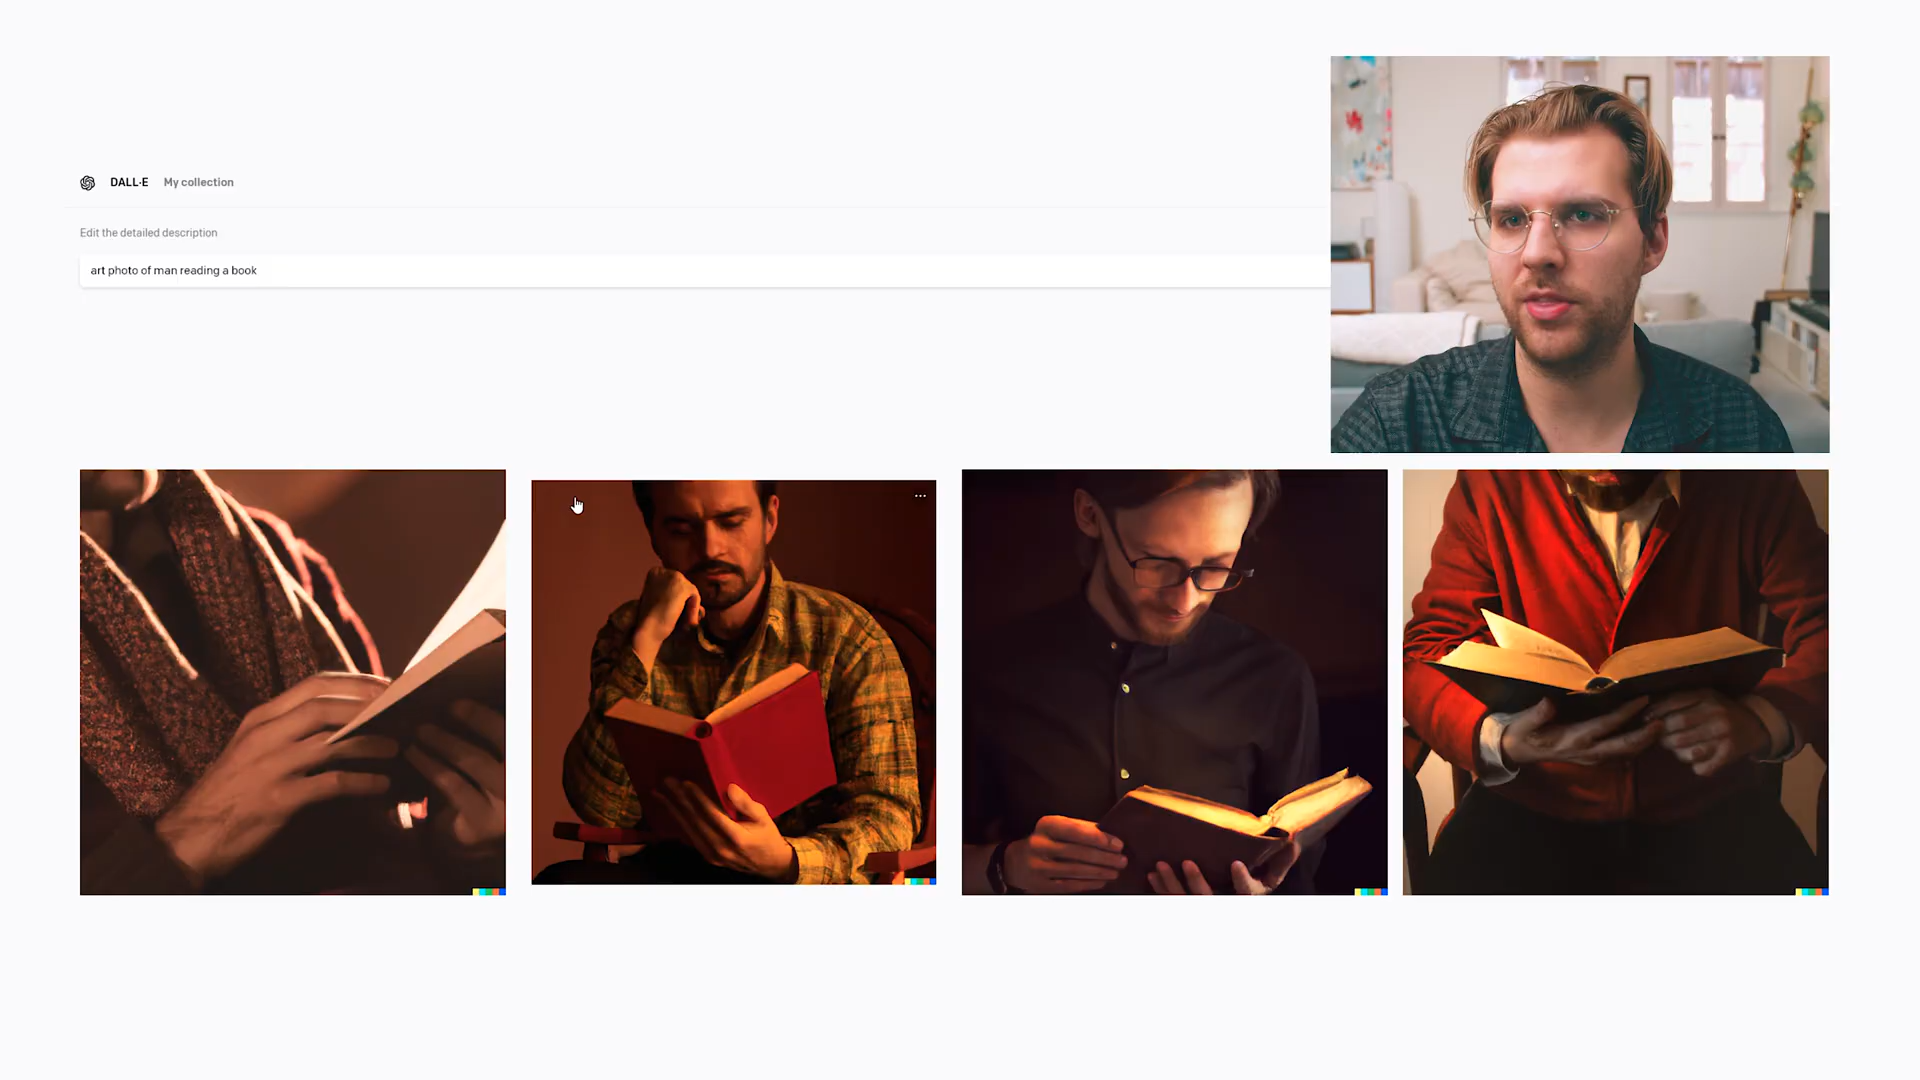 DALL·E My collection
Edit the detailed description
art photo of man reading a book